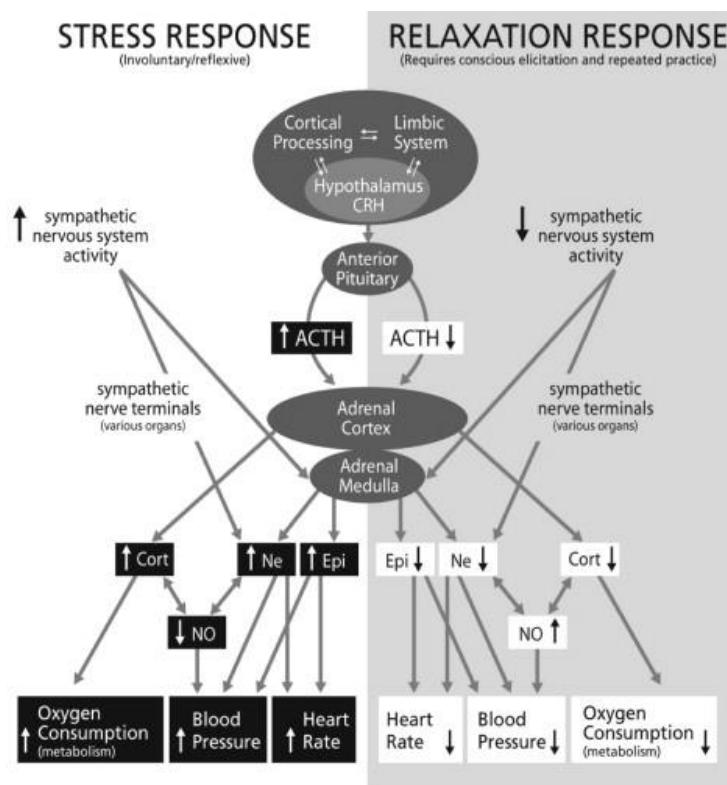 STRESS RESPONSE
(Involuntary/reflexive)
RELAXATION RESPONSE
(Requires conscious elicitation and repeated practice)
Cortical
Processing
Limbic
System
Hypothalamus
CRH
↑ sympathetic
nervous system
activity
↓ sympathetic
nervous system
activity
Anterior
Pituitary
↑ ACTH
ACTH ↓
sympathetic
nerve terminals
(various organs)
sympathetic
nerve terminals
(various organs)
Adrenal
Cortex
Adrenal
Medulla
↑ Cort
↑ Ne
↑ Epi
Epi ↓
Ne ↓
Cort ↓
↓ NO
NO ↑
↑ Oxygen
Consumption
(metabolism)
↑ Blood
Pressure
↑ Heart
Rate
Heart
Rate ↓
Blood
Pressure ↓
Oxygen
Consumption
(metabolism) ↓